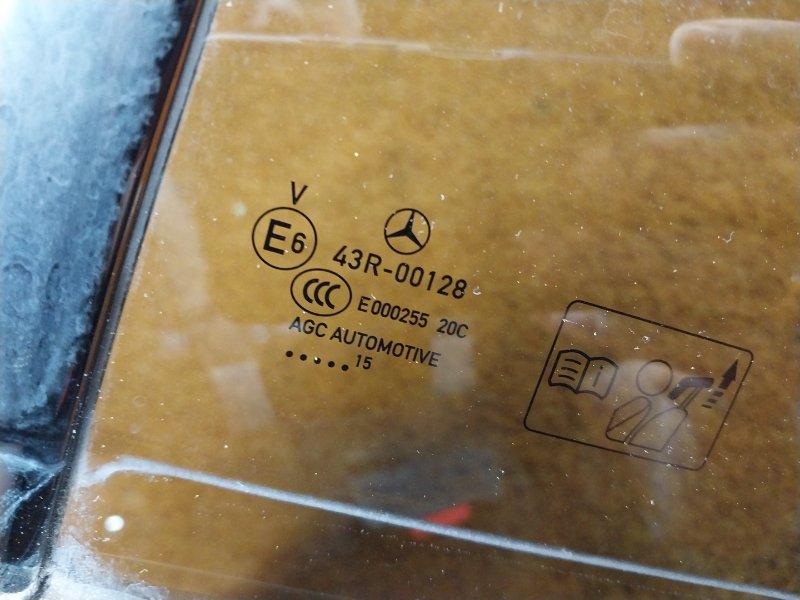 V
E6
43R-00128
CCC E000255 20C
AGC AUTOMOTIVE
•••••15
i